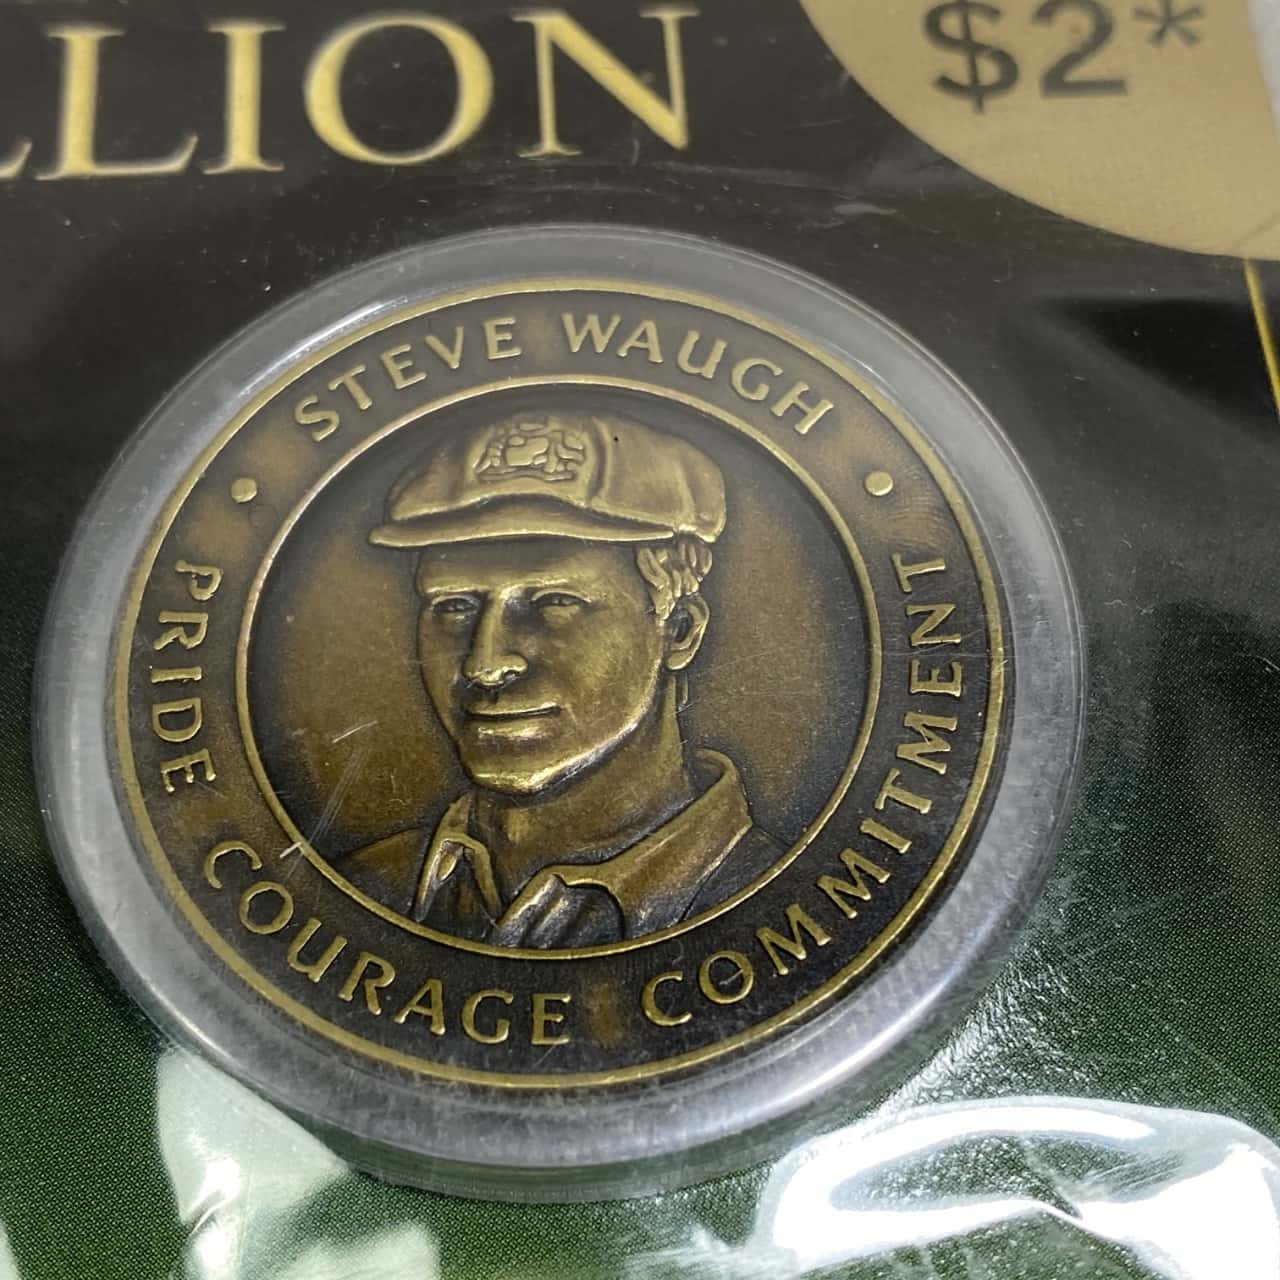 LLION
$2*
STEVE WAUGH
PRIDE COURAGE COMMITMENT